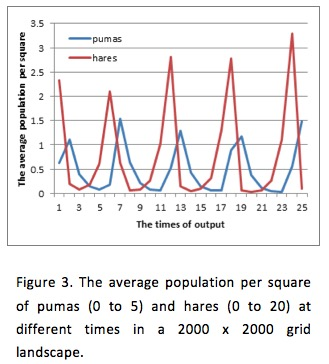 3.5
3
2.5
2
1.5
1
0.5
0
The average population per square
pumas
hares
1 3 5 7 9 11 13 15 17 19 21 23 25
The times of output
Figure 3. The average population per square
of pumas (0 to 5) and hares (0 to 20) at
different times in a 2000 x 2000 grid
landscape.